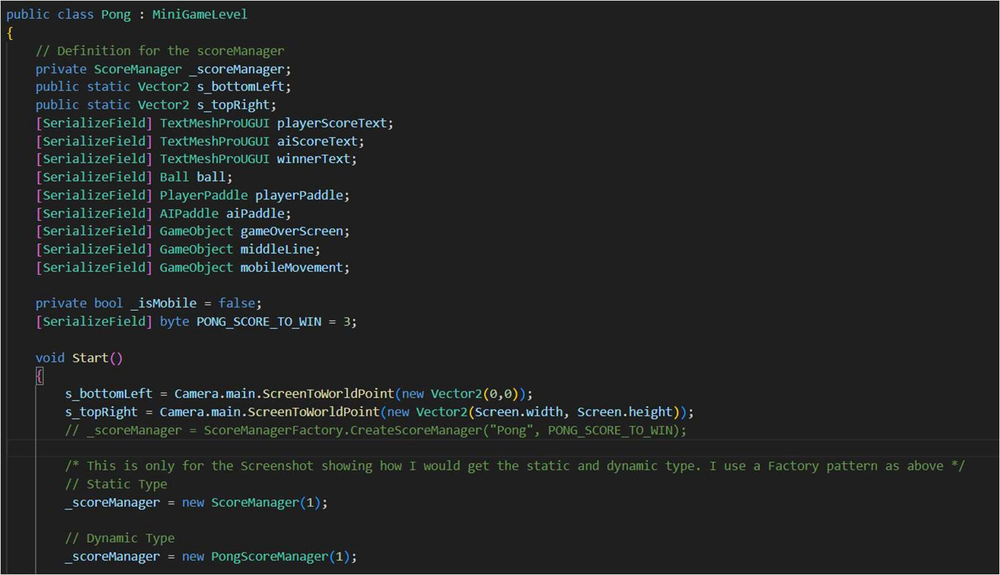 public class Pong : MiniGameLevel
{
    // Definition for the scoreManager
    private ScoreManager _scoreManager;
    public static Vector2 s_bottomLeft;
    public static Vector2 s_topRight;
    [SerializeField] TextMeshProUGUI playerScoreText;
    [SerializeField] TextMeshProUGUI aiScoreText;
    [SerializeField] TextMeshProUGUI winnerText;
    [SerializeField] Ball ball;
    [SerializeField] PlayerPaddle playerPaddle;
    [SerializeField] AIPaddle aiPaddle;
    [SerializeField] GameObject gameOverScreen;
    [SerializeField] GameObject middleLine;
    [SerializeField] GameObject mobileMovement;

    private bool _isMobile = false;
    [SerializeField] byte PONG_SCORE_TO_WIN = 3;

    void Start()
    {
        s_bottomLeft = Camera.main.ScreenToWorldPoint(new Vector2(0,0));
        s_topRight = Camera.main.ScreenToWorldPoint(new Vector2(Screen.width, Screen.height));
        // _scoreManager = ScoreManagerFactory.CreateScoreManager("Pong", PONG_SCORE_TO_WIN);

        /* This is only for the Screenshot showing how I would get the static and dynamic type. I use a Factory pattern as above */
        // Static Type
        _scoreManager = new ScoreManager(1);

        // Dynamic Type
        _scoreManager = new PongScoreManager(1);